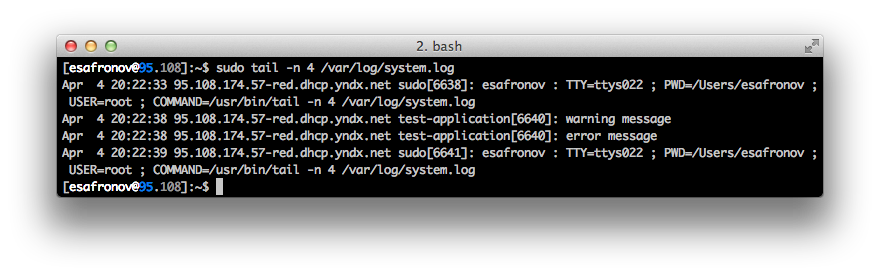 2. bash
[esafronov@95.108]:~$ sudo tail -n 4 /var/log/system.log
Apr  4 20:22:33 95.108.174.57-red.dhcp.yndx.net sudo[6638]: esafronov : TTY=ttys022 ; PWD=/Users/esafronov ;
 USER=root ; COMMAND=/usr/bin/tail -n 4 /var/log/system.log
Apr  4 20:22:38 95.108.174.57-red.dhcp.yndx.net test-application[6640]: warning message
Apr  4 20:22:38 95.108.174.57-red.dhcp.yndx.net test-application[6640]: error message
Apr  4 20:22:39 95.108.174.57-red.dhcp.yndx.net sudo[6641]: esafronov : TTY=ttys022 ; PWD=/Users/esafronov ;
 USER=root ; COMMAND=/usr/bin/tail -n 4 /var/log/system.log
[esafronov@95.108]:~$